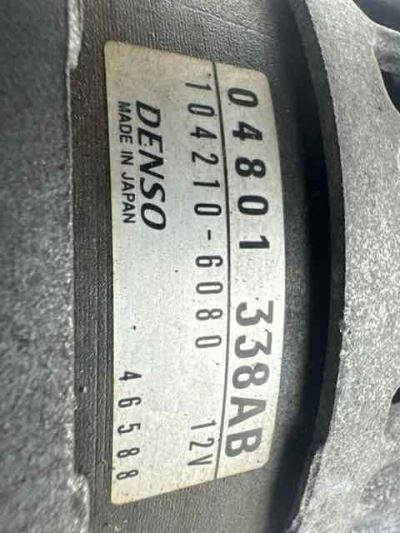 04801 338AB
104210-6080 12V
DENSO
MADE IN JAPAN
46588